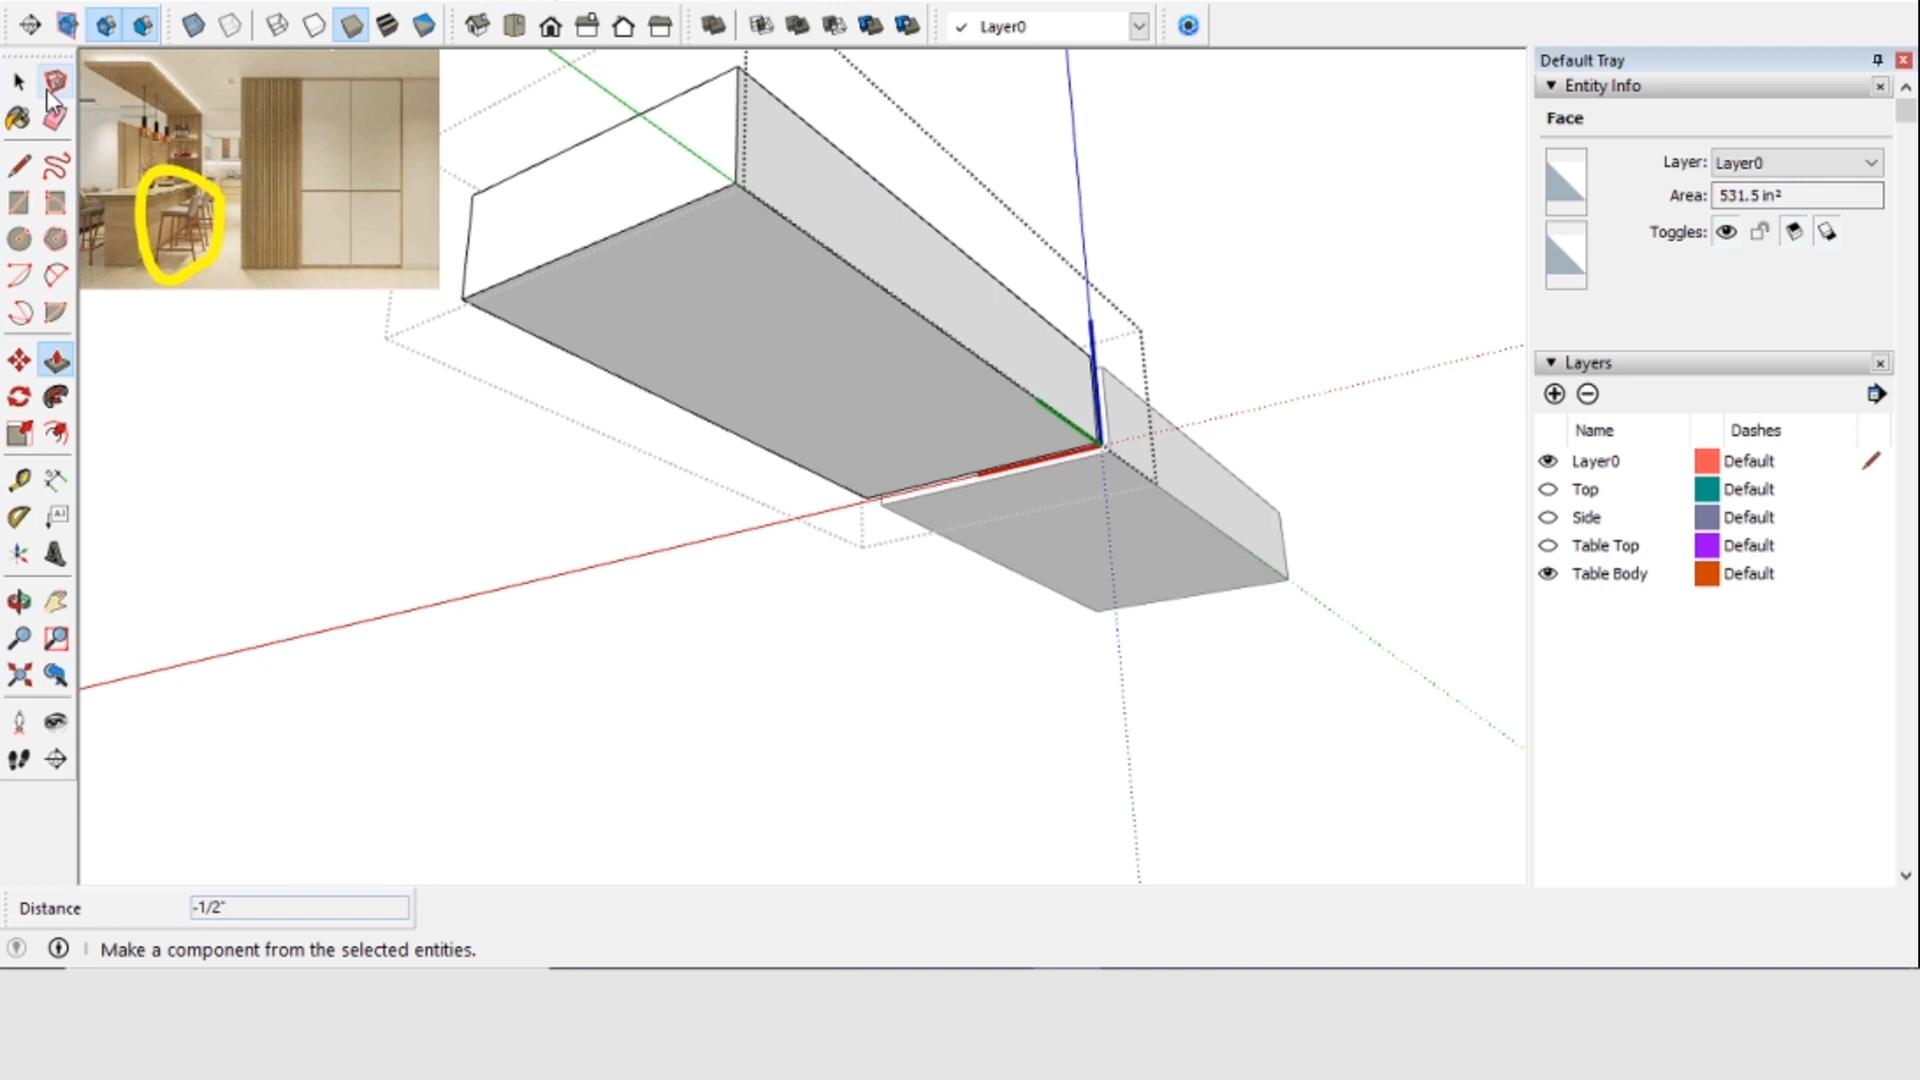 Layer0
Default Tray
Entity Info
Face
Layer: Layer0
Area: 531.5 in²
Toggles:
Layers
Name Dashes
Layer0 Default
Top Default
Side Default
Table Top Default
Table Body Default
Distance -1/2"
Make a component from the selected entities.